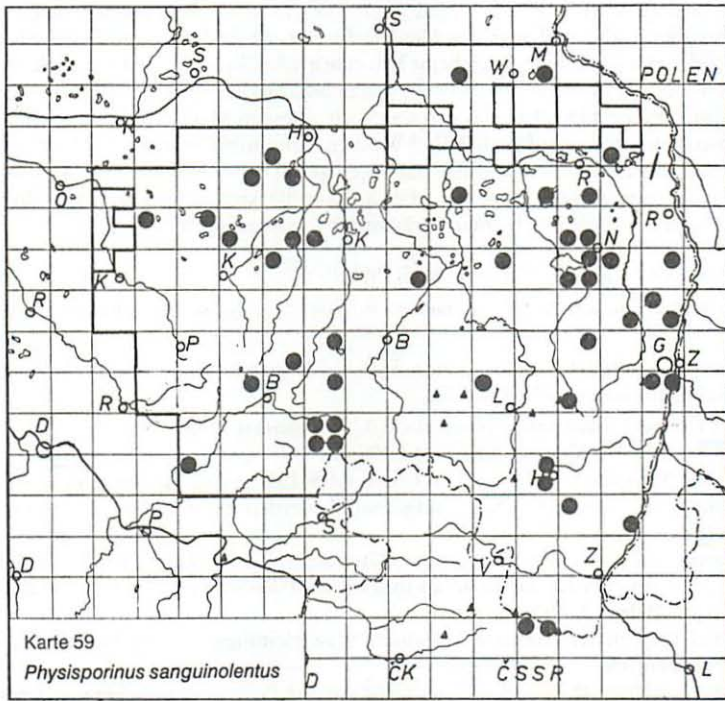 S
S
W
M
POLEN
R
H
R
O
R
K
N
K
K
R
P
B
G
Z
R
B
L
D
H
P
S
V
Z
D
Karte 59
Physisporinus sanguinolentus
D
ČK
ČSSR
L